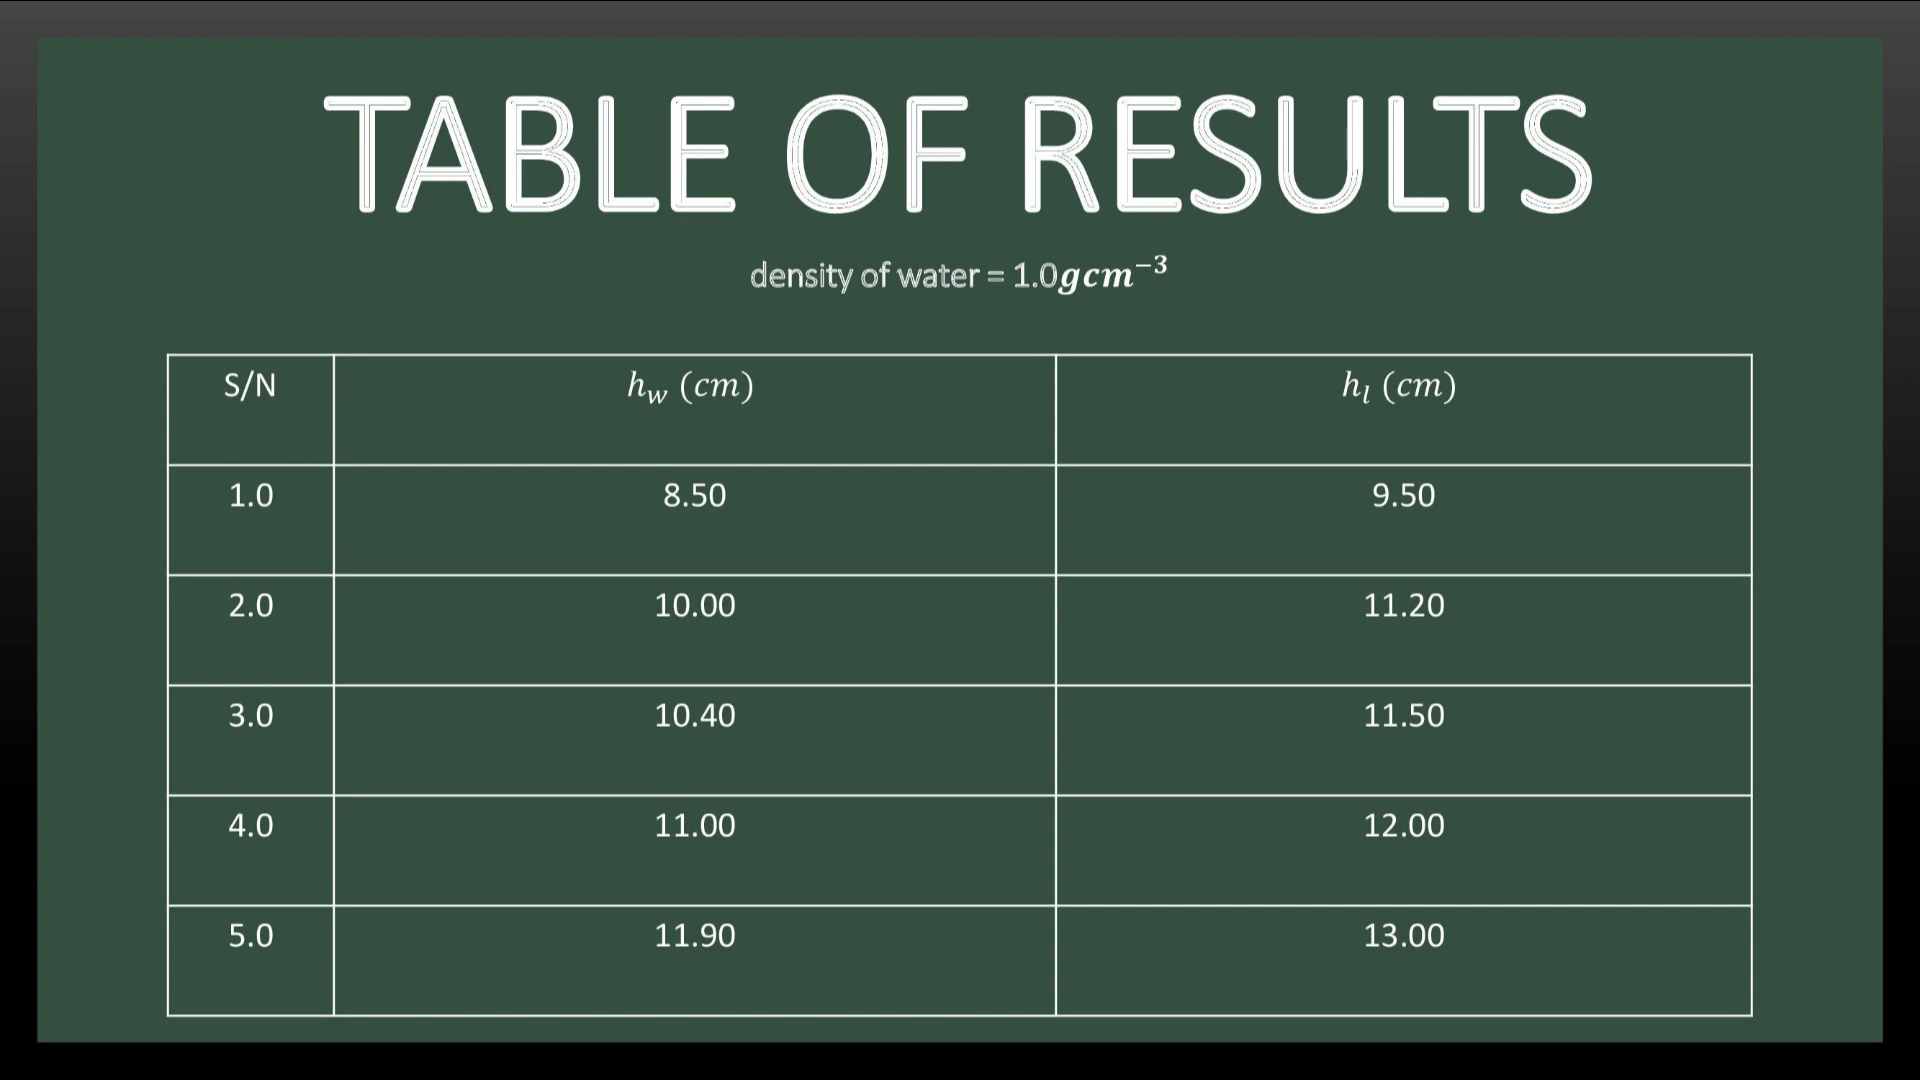 TABLE OF RESULTS
density of water = 1.0gcm⁻³
S/N h_w (cm) h_l (cm)
1.0 8.50 9.50
2.0 10.00 11.20
3.0 10.40 11.50
4.0 11.00 12.00
5.0 11.90 13.00